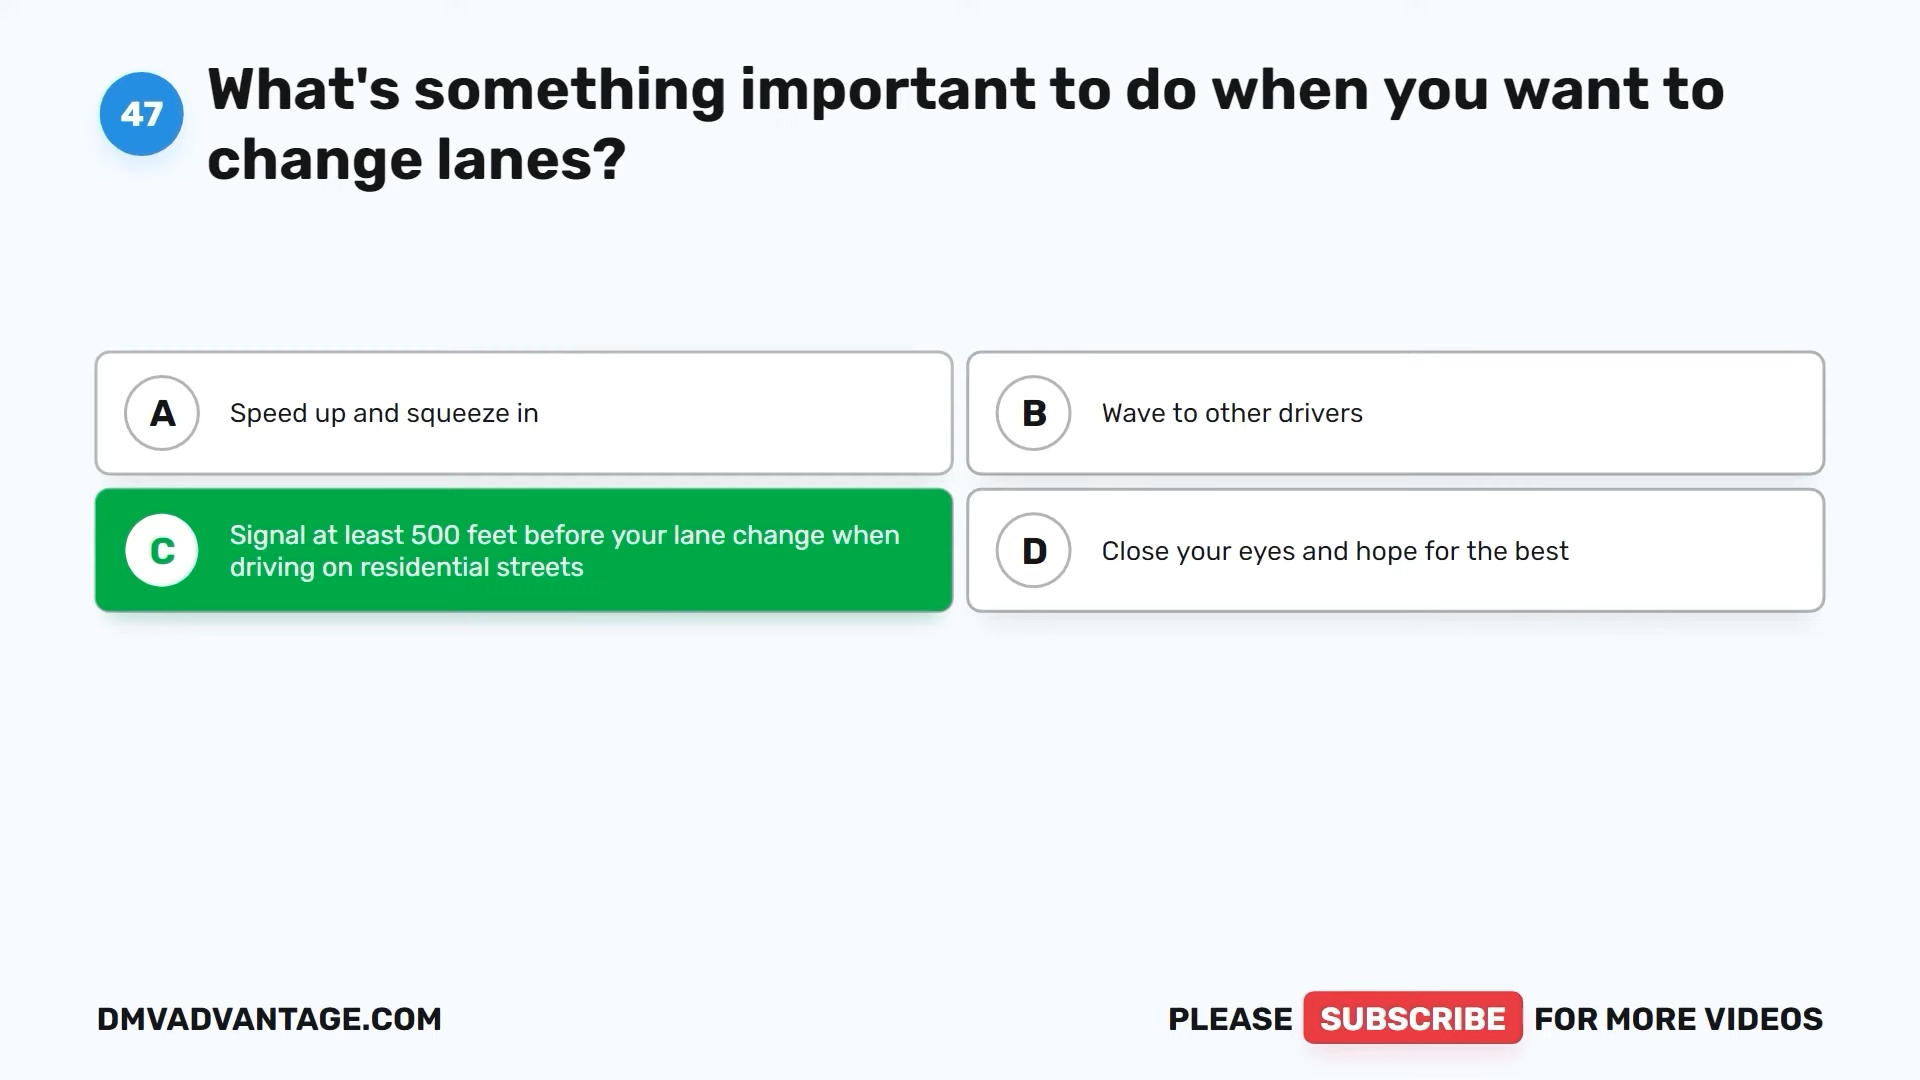 47
What's something important to do when you want to
change lanes?
A
Speed up and squeeze in
B
Wave to other drivers
C
Signal at least 500 feet before your lane change when
driving on residential streets
D
Close your eyes and hope for the best
DMVADVANTAGE.COM
PLEASE SUBSCRIBE FOR MORE VIDEOS